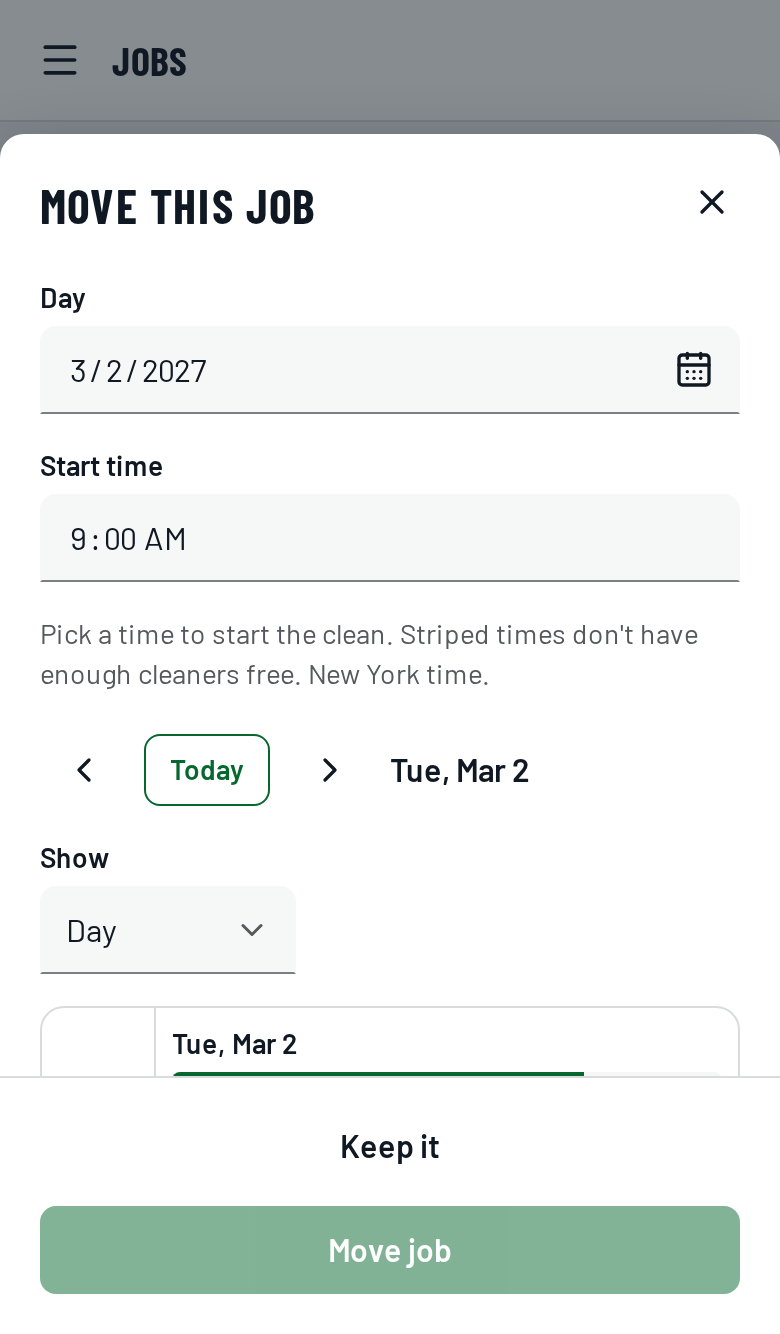 JOBS
MOVE THIS JOB
Day
3/2/2027
Start time
9:00 AM
Pick a time to start the clean. Striped times don't have
enough cleaners free. New York time.
Today
Tue, Mar 2
Show
Day
Tue, Mar 2
Keep it
Move job